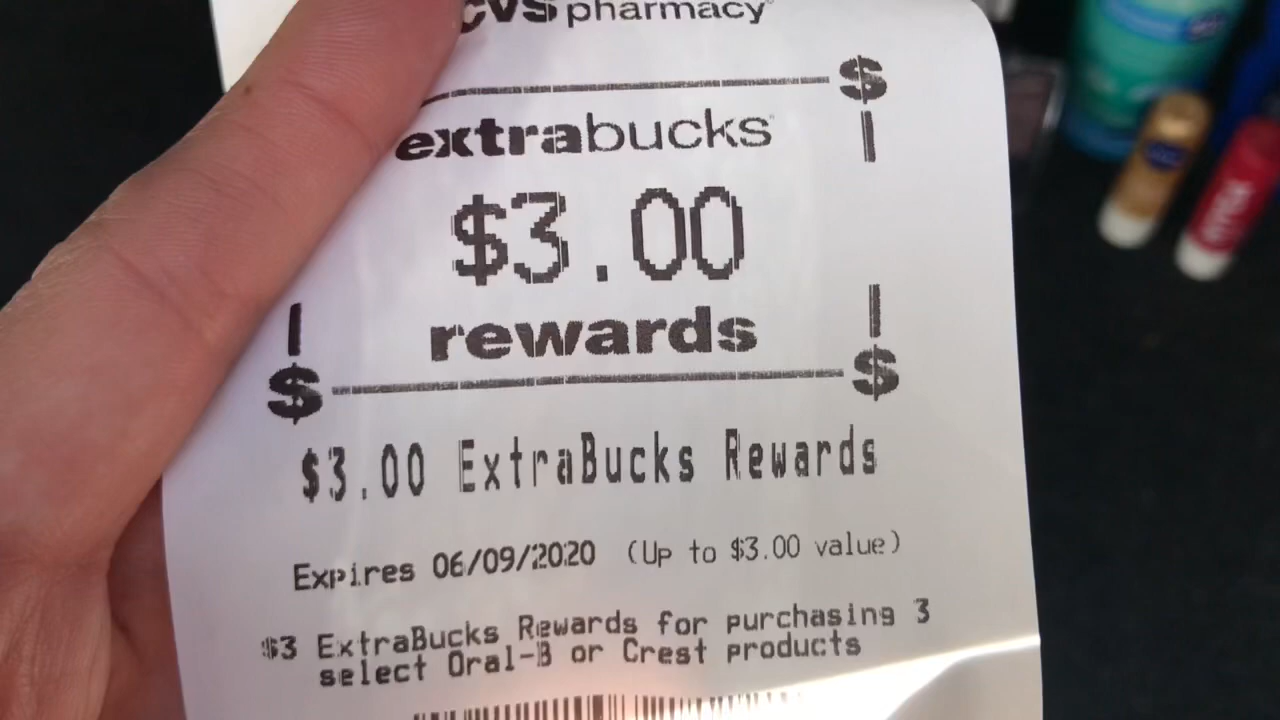 CVS pharmacy
$
extrabucks
$3.00
rewards
$ $
$3.00 ExtraBucks Rewards
Expires 06/09/2020 (Up to $3.00 value)
$3 ExtraBucks Rewards for purchasing 3
select Oral-B or Crest products